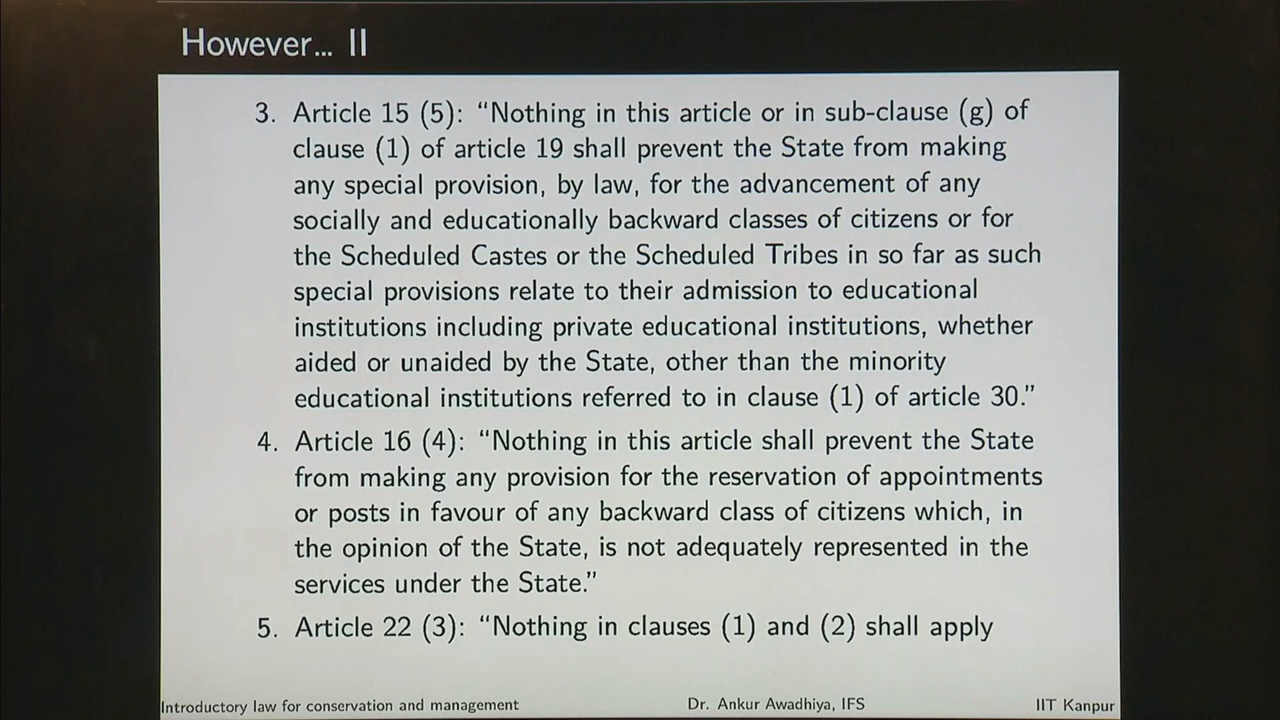 However... II
3. Article 15 (5): “Nothing in this article or in sub-clause (g) of
clause (1) of article 19 shall prevent the State from making
any special provision, by law, for the advancement of any
socially and educationally backward classes of citizens or for
the Scheduled Castes or the Scheduled Tribes in so far as such
special provisions relate to their admission to educational
institutions including private educational institutions, whether
aided or unaided by the State, other than the minority
educational institutions referred to in clause (1) of article 30.”
4. Article 16 (4): “Nothing in this article shall prevent the State
from making any provision for the reservation of appointments
or posts in favour of any backward class of citizens which, in
the opinion of the State, is not adequately represented in the
services under the State.”
5. Article 22 (3): “Nothing in clauses (1) and (2) shall apply
Introductory law for conservation and management Dr. Ankur Awadhiya, IFS IIT Kanpur